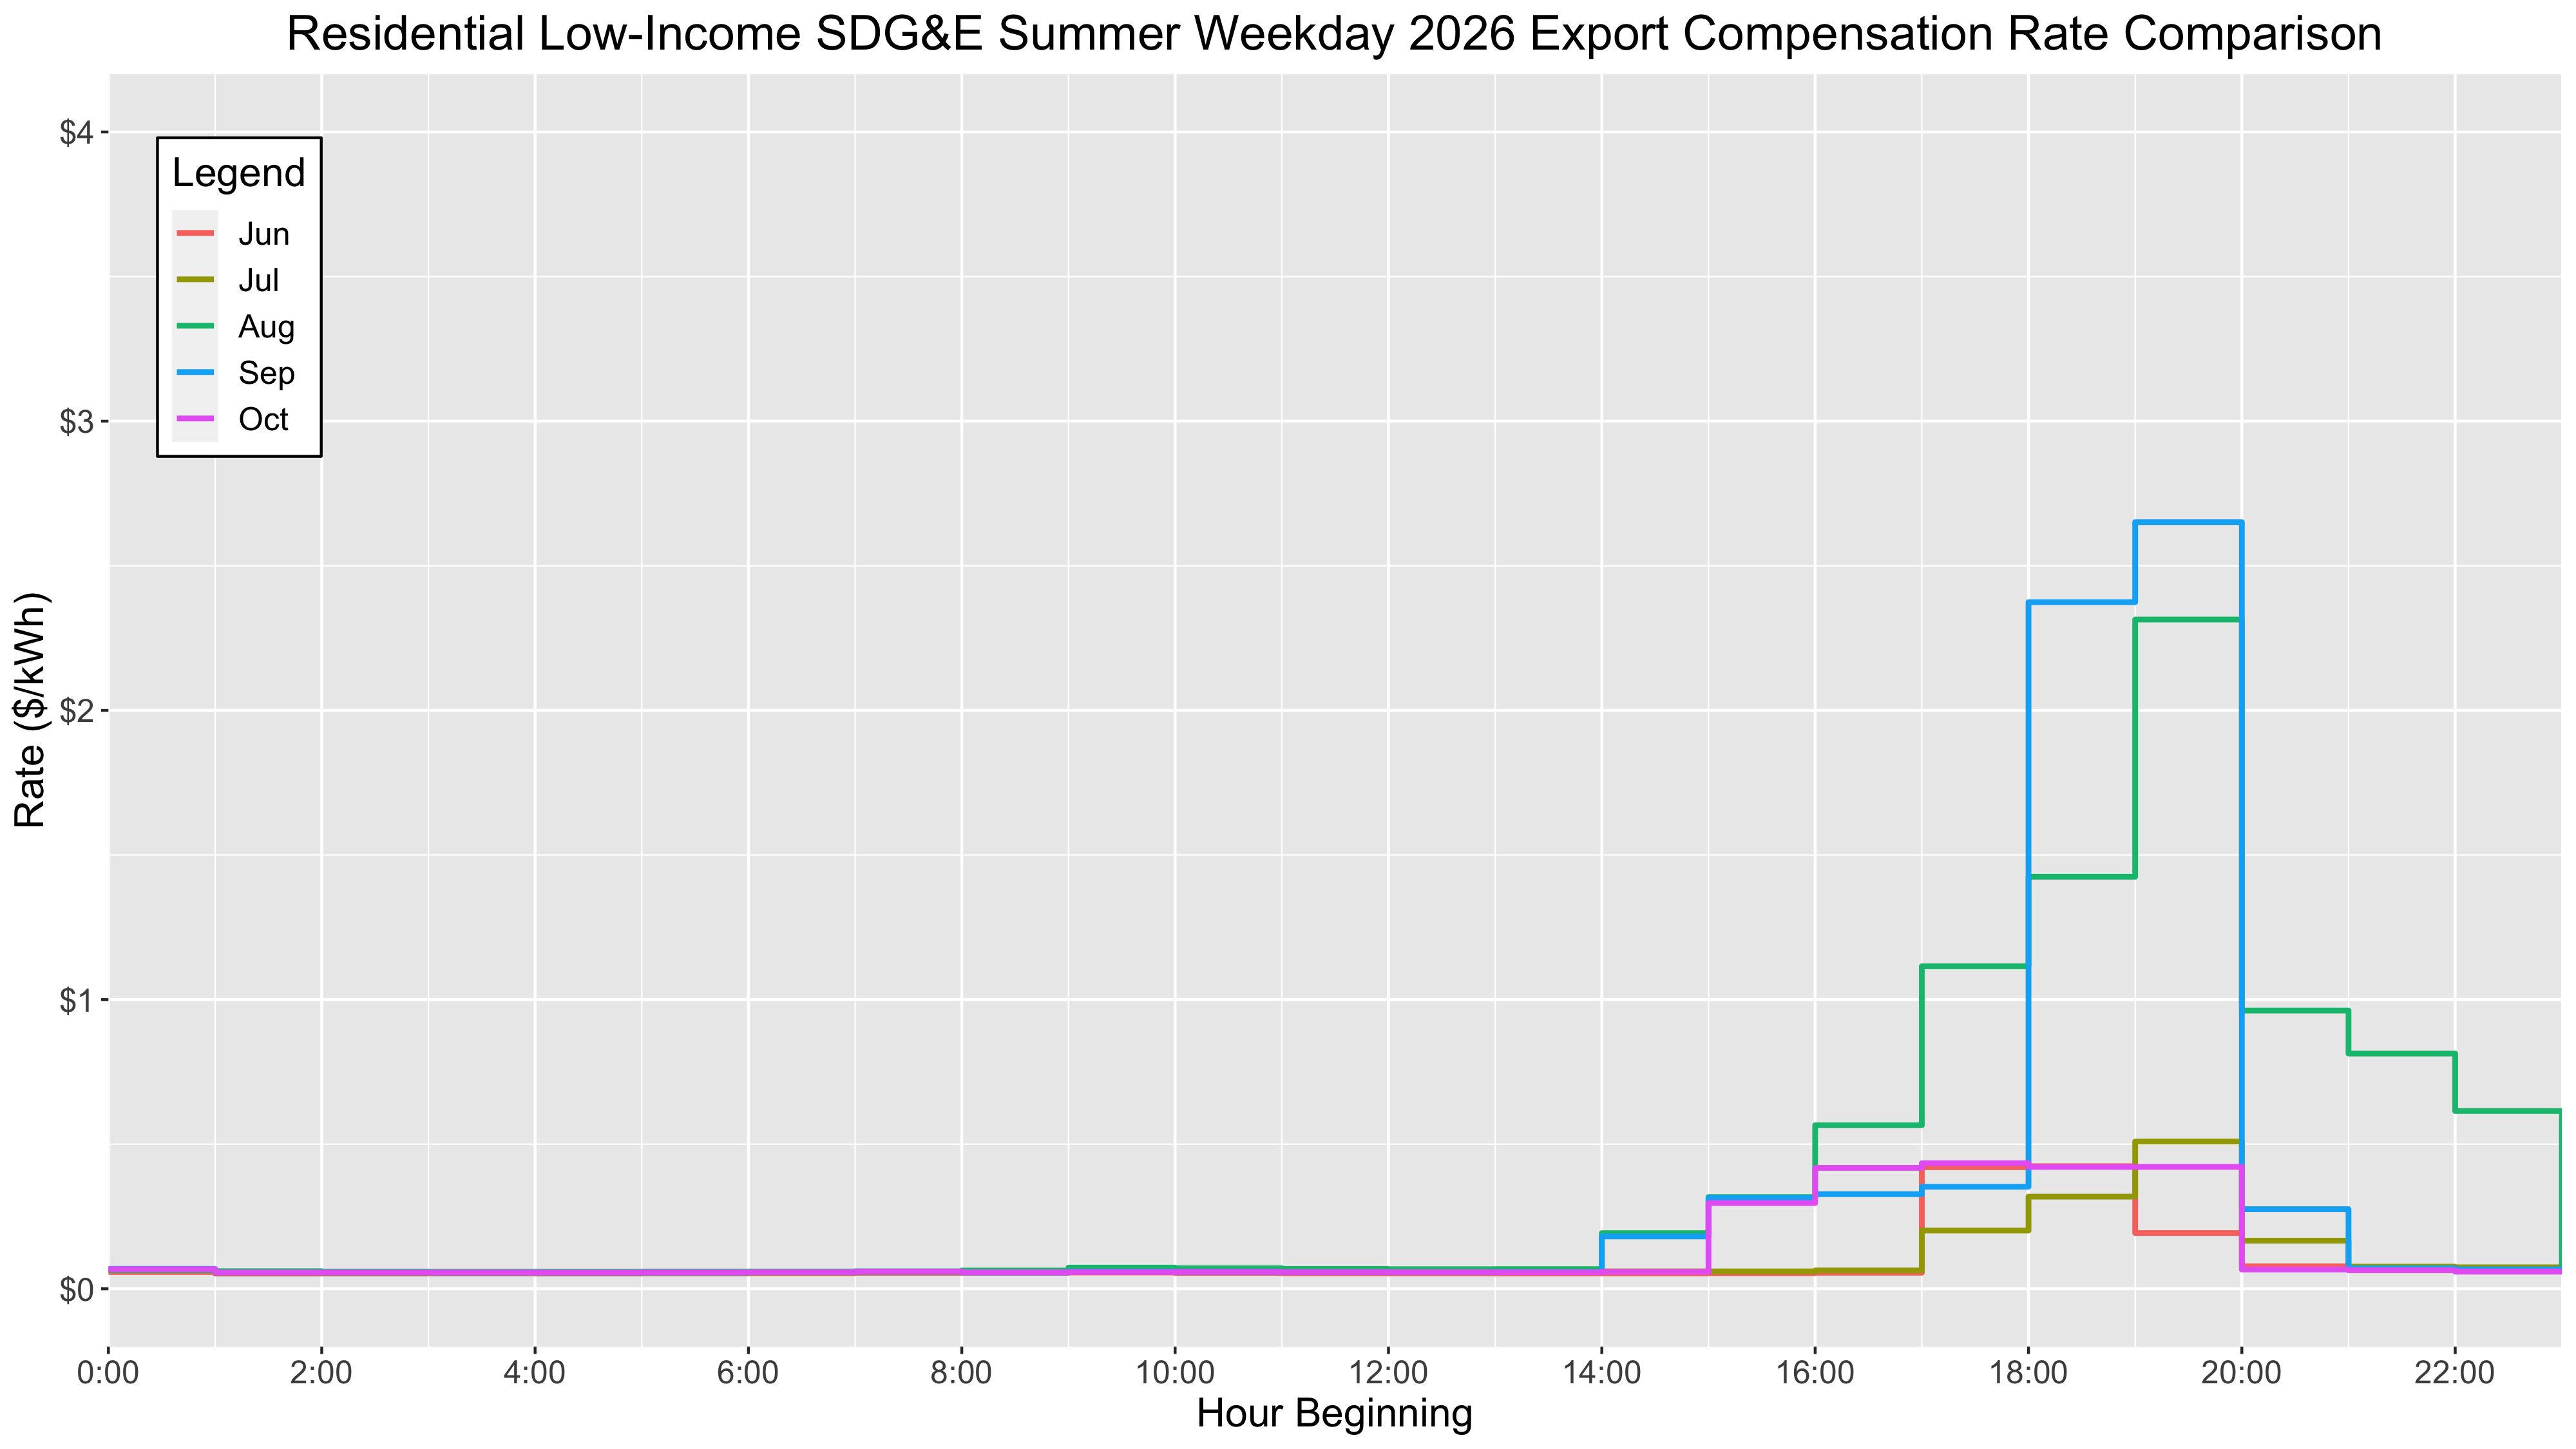 Residential Low-Income SDG&E Summer Weekday 2026 Export Compensation Rate Comparison
$4
Legend
Jun
Jul
Aug
Sep
Oct
$3
Rate ($/kWh)
$2
$1
$0
0:00 2:00 4:00 6:00 8:00 10:00 12:00 14:00 16:00 18:00 20:00 22:00
Hour Beginning